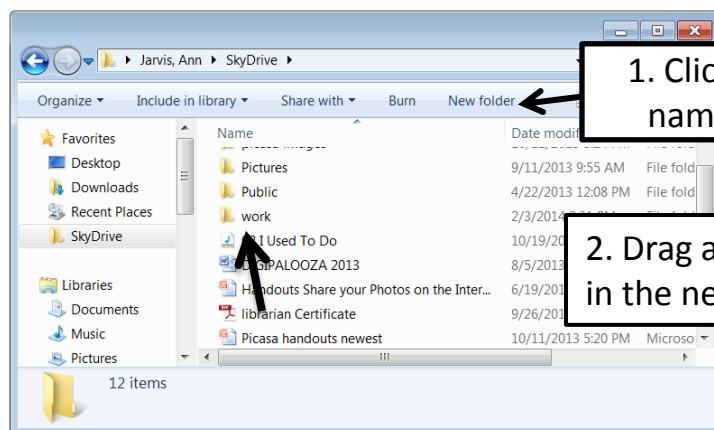 Jarvis, Ann SkyDrive
Organize Include in library Share with Burn New folder
1. Clic
nam
Favorites
Desktop
Downloads
Recent Places
SkyDrive
Libraries
Documents
Music
Pictures
Name Date modif
picasa images
Pictures 9/11/2013 9:55 AM File fold
Public 4/22/2013 12:08 PM File fold
work 2/3/2014
I Used To Do 10/19/20
DIGIPALOOZA 2013 8/5/2013
Handouts Share your Photos on the Inter... 6/19/201
librarian Certificate 9/26/201
Picasa handouts newest 10/11/2013 5:20 PM Microso
2. Drag a
in the ne
12 items